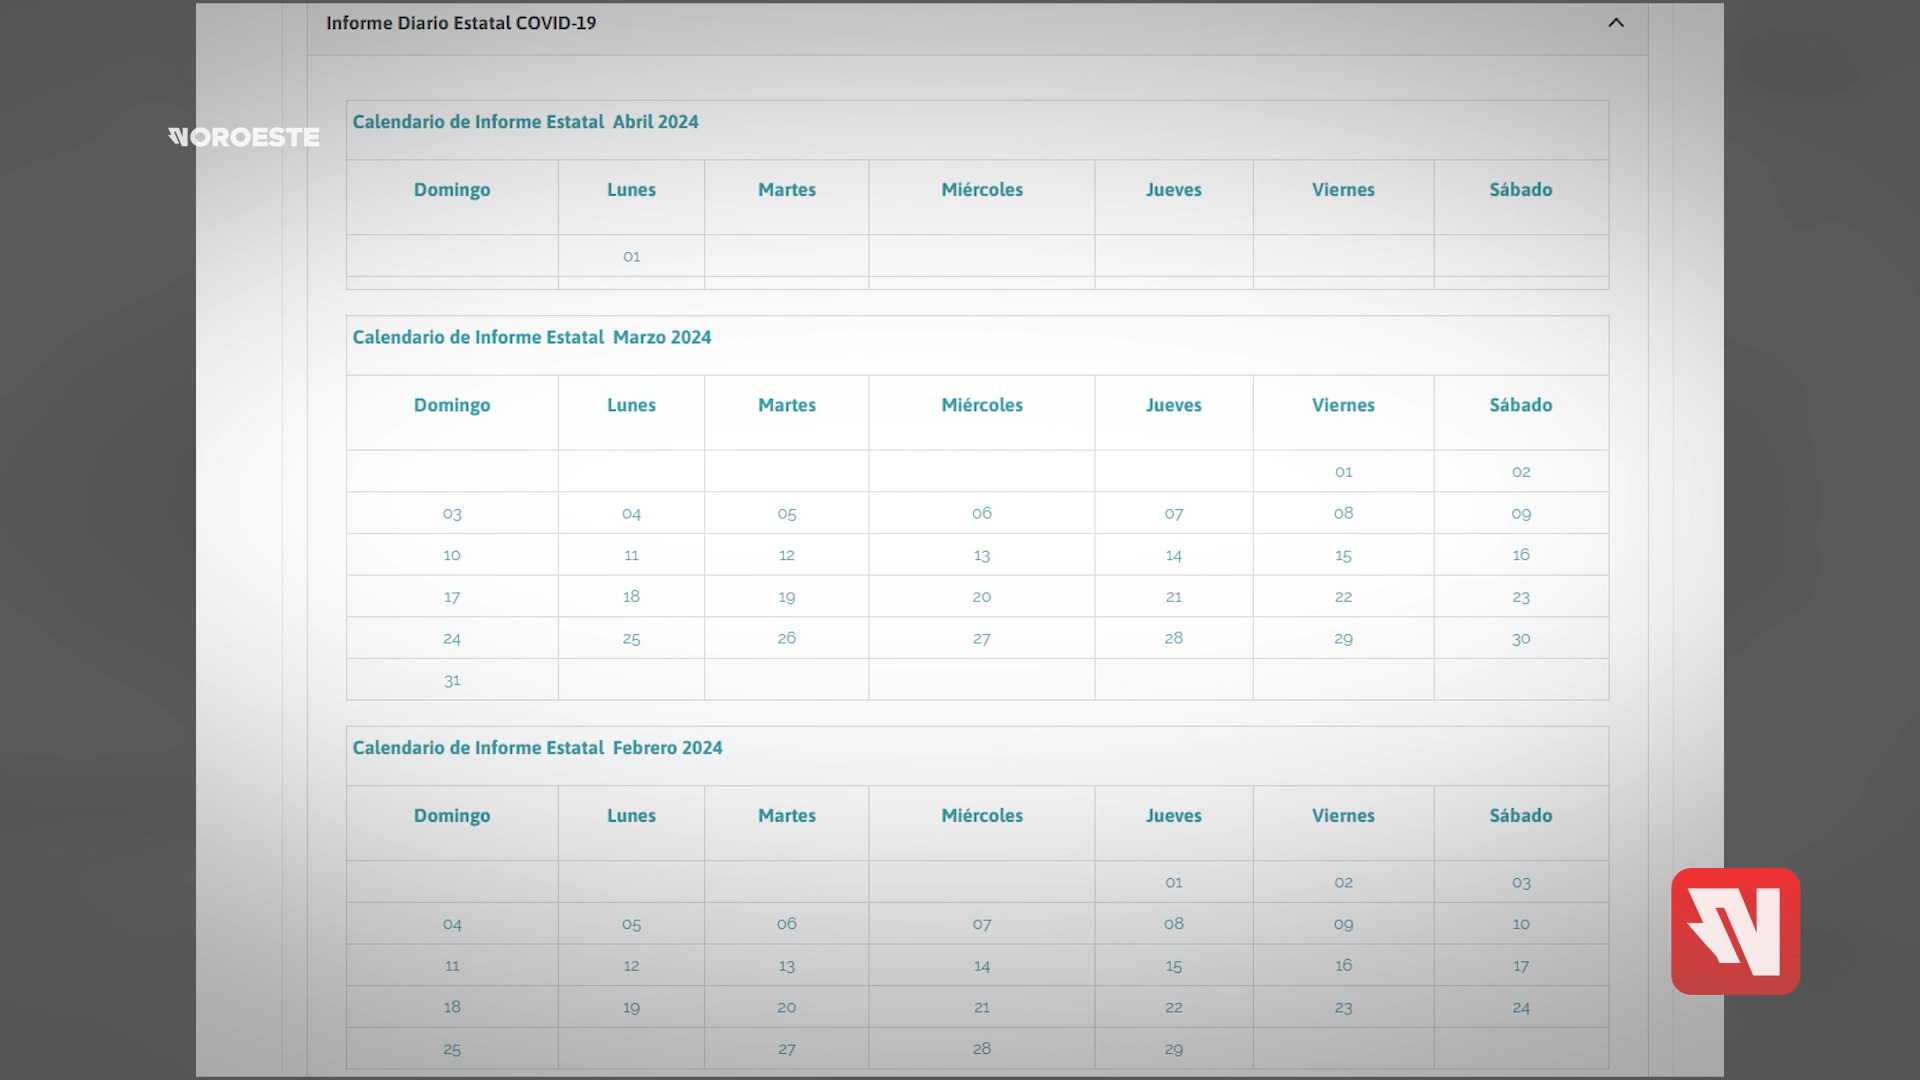 Informe Diario Estatal COVID-19
NOROESTE
Calendario de Informe Estatal Abril 2024
Domingo Lunes Martes Miércoles Jueves Viernes Sábado
01
Calendario de Informe Estatal Marzo 2024
Domingo Lunes Martes Miércoles Jueves Viernes Sábado
01 02
03 04 05 06 07 08 09
10 11 12 13 14 15 16
17 18 19 20 21 22 23
24 25 26 27 28 29 30
31
Calendario de Informe Estatal Febrero 2024
Domingo Lunes Martes Miércoles Jueves Viernes Sábado
01 02 03
04 05 06 07 08 09 10
11 12 13 14 15 16 17
18 19 20 21 22 23 24
25 27 28 29
N